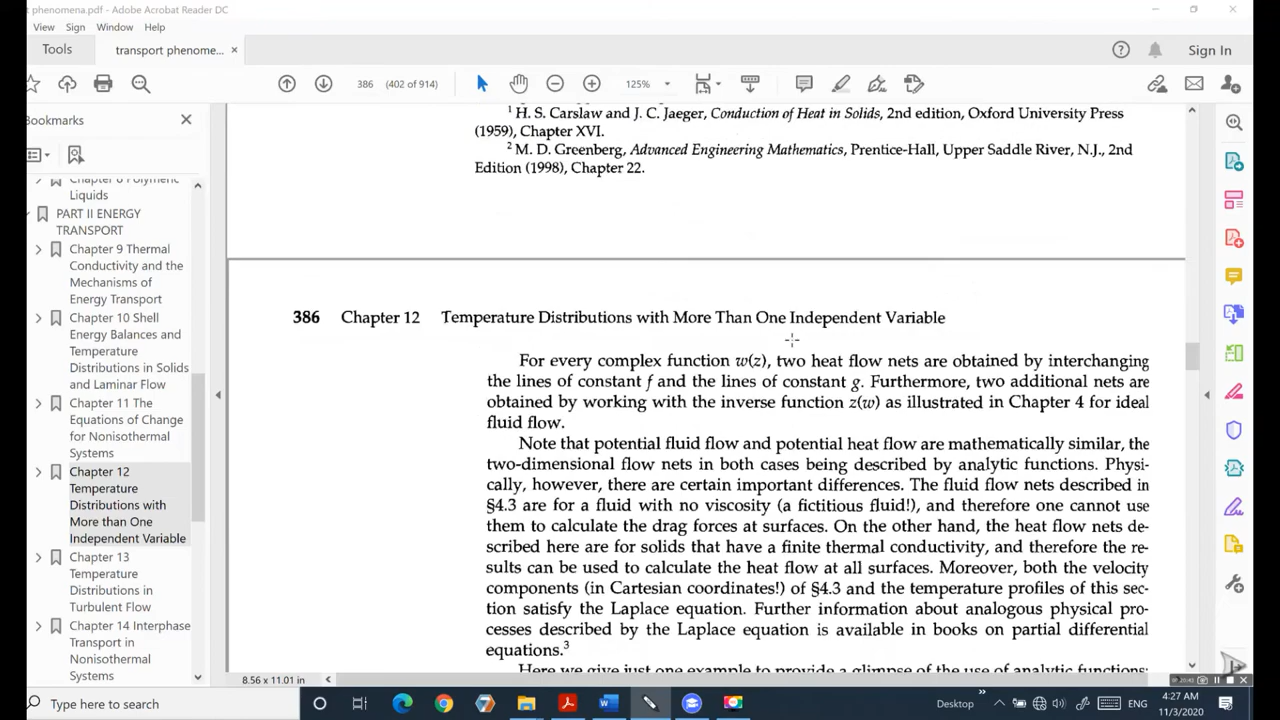 t phenomena.pdf - Adobe Acrobat Reader DC
View Sign Window Help
Tools transport phenome... × Sign In
386 (402 of 914) 125%
Bookmarks ×
Liquids
PART II ENERGY
TRANSPORT
Chapter 9 Thermal
Conductivity and the
Mechanisms of
Energy Transport
Chapter 10 Shell
Energy Balances and
Temperature
Distributions in Solids
and Laminar Flow
Chapter 11 The
Equations of Change
for Nonisothermal
Systems
Chapter 12
Temperature
Distributions with
More than One
Independent Variable
Chapter 13
Temperature
Distributions in
Turbulent Flow
Chapter 14 Interphase
Transport in
Nonisothermal
Systems
1 H. S. Carslaw and J. C. Jaeger, Conduction of Heat in Solids, 2nd edition, Oxford University Press
(1959), Chapter XVI.
2 M. D. Greenberg, Advanced Engineering Mathematics, Prentice-Hall, Upper Saddle River, N.J., 2nd
Edition (1998), Chapter 22.
386 Chapter 12 Temperature Distributions with More Than One Independent Variable
For every complex function w(z), two heat flow nets are obtained by interchanging
the lines of constant f and the lines of constant g. Furthermore, two additional nets are
obtained by working with the inverse function z(w) as illustrated in Chapter 4 for ideal
fluid flow.
Note that potential fluid flow and potential heat flow are mathematically similar, the
two-dimensional flow nets in both cases being described by analytic functions. Physi-
cally, however, there are certain important differences. The fluid flow nets described in
§4.3 are for a fluid with no viscosity (a fictitious fluid!), and therefore one cannot use
them to calculate the drag forces at surfaces. On the other hand, the heat flow nets de-
scribed here are for solids that have a finite thermal conductivity, and therefore the re-
sults can be used to calculate the heat flow at all surfaces. Moreover, both the velocity
components (in Cartesian coordinates!) of §4.3 and the temperature profiles of this sec-
tion satisfy the Laplace equation. Further information about analogous physical pro-
cesses described by the Laplace equation is available in books on partial differential
equations.3
Here we give just one example to provide a glimpse of the use of analytic functions;
8.56 x 11.01 in
Type here to search
Desktop
ENG
4:27 AM
11/3/2020